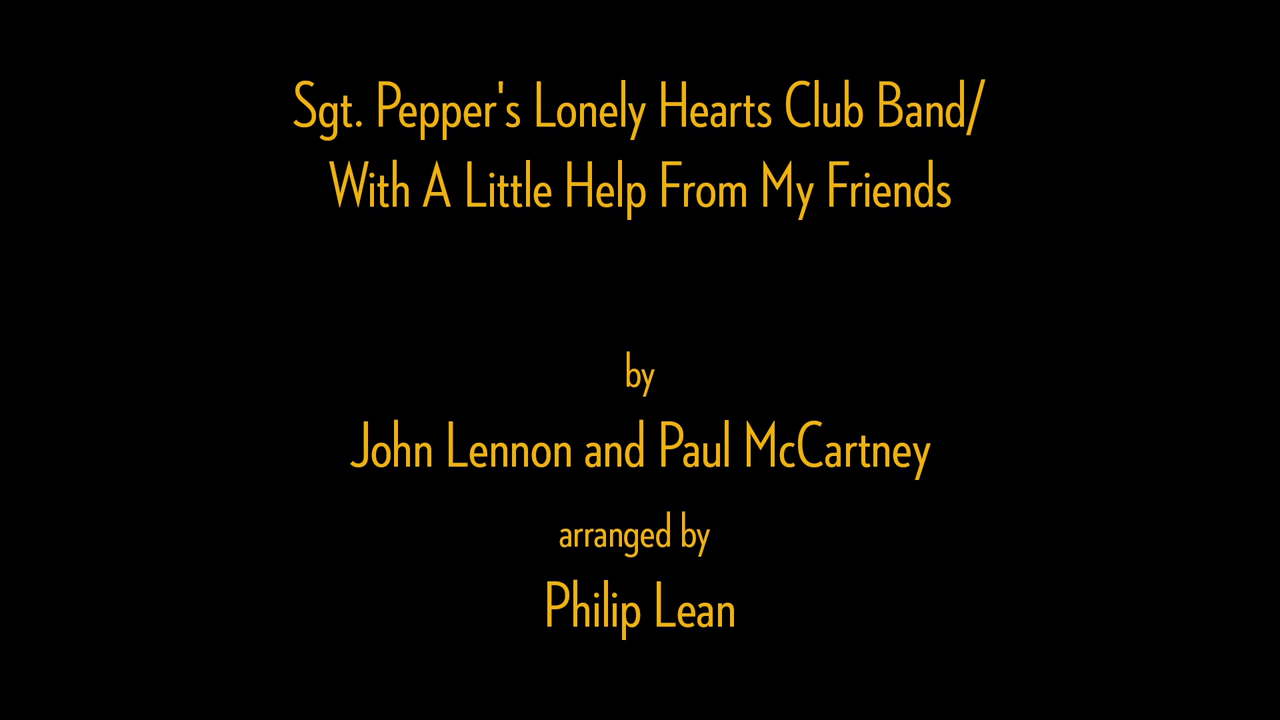 Sgt. Pepper's Lonely Hearts Club Band/
With A Little Help From My Friends
by
John Lennon and Paul McCartney
arranged by
Philip Lean